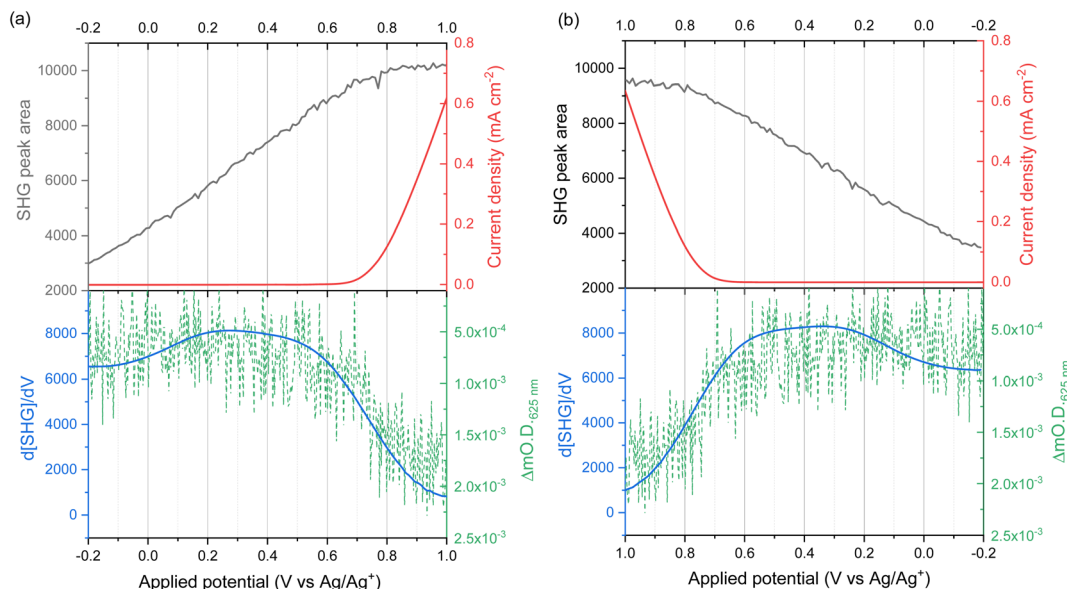 (a)
-0.2 0.0 0.2 0.4 0.6 0.8 1.0
SHG peak area
10000
8000
6000
4000
2000
0.8
0.6
0.4
0.2
0.0
Current density (mA cm⁻²)
d[SHG]/dV
8000
6000
4000
2000
0
5.0x10⁻⁴
1.0x10⁻³
1.5x10⁻³
2.0x10⁻³
2.5x10⁻³
ΔmO.D.₆₂₅ ₙₘ
-0.2 0.0 0.2 0.4 0.6 0.8 1.0
Applied potential (V vs Ag/Ag⁺)
(b)
1.0 0.8 0.6 0.4 0.2 0.0 -0.2
SHG peak area
10000
8000
6000
4000
2000
0.8
0.6
0.4
0.2
0.0
Current density (mA cm⁻²)
d[SHG]/dV
8000
6000
4000
2000
0
5.0x10⁻⁴
1.0x10⁻³
1.5x10⁻³
2.0x10⁻³
2.5x10⁻³
ΔmO.D.₆₂₅ ₙₘ
1.0 0.8 0.6 0.4 0.2 0.0 -0.2
Applied potential (V vs Ag/Ag⁺)